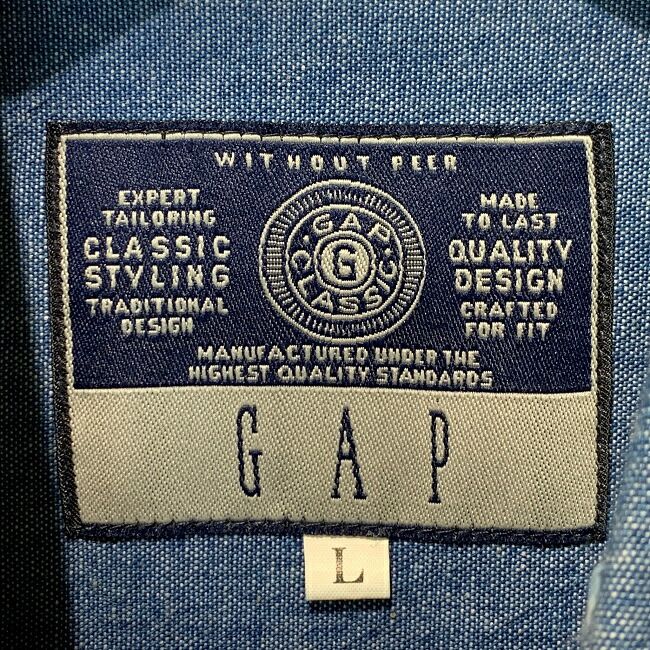 WITHOUT PEER
EXPERT
TAILORING
CLASSIC
STYLING
TRADITIONAL
DESIGN
GAP
G
CLASSIC
MADE
TO LAST
QUALITY
DESIGN
CRAFTED
FOR FIT
MANUFACTURED UNDER THE
HIGHEST QUALITY STANDARDS
GAP
L